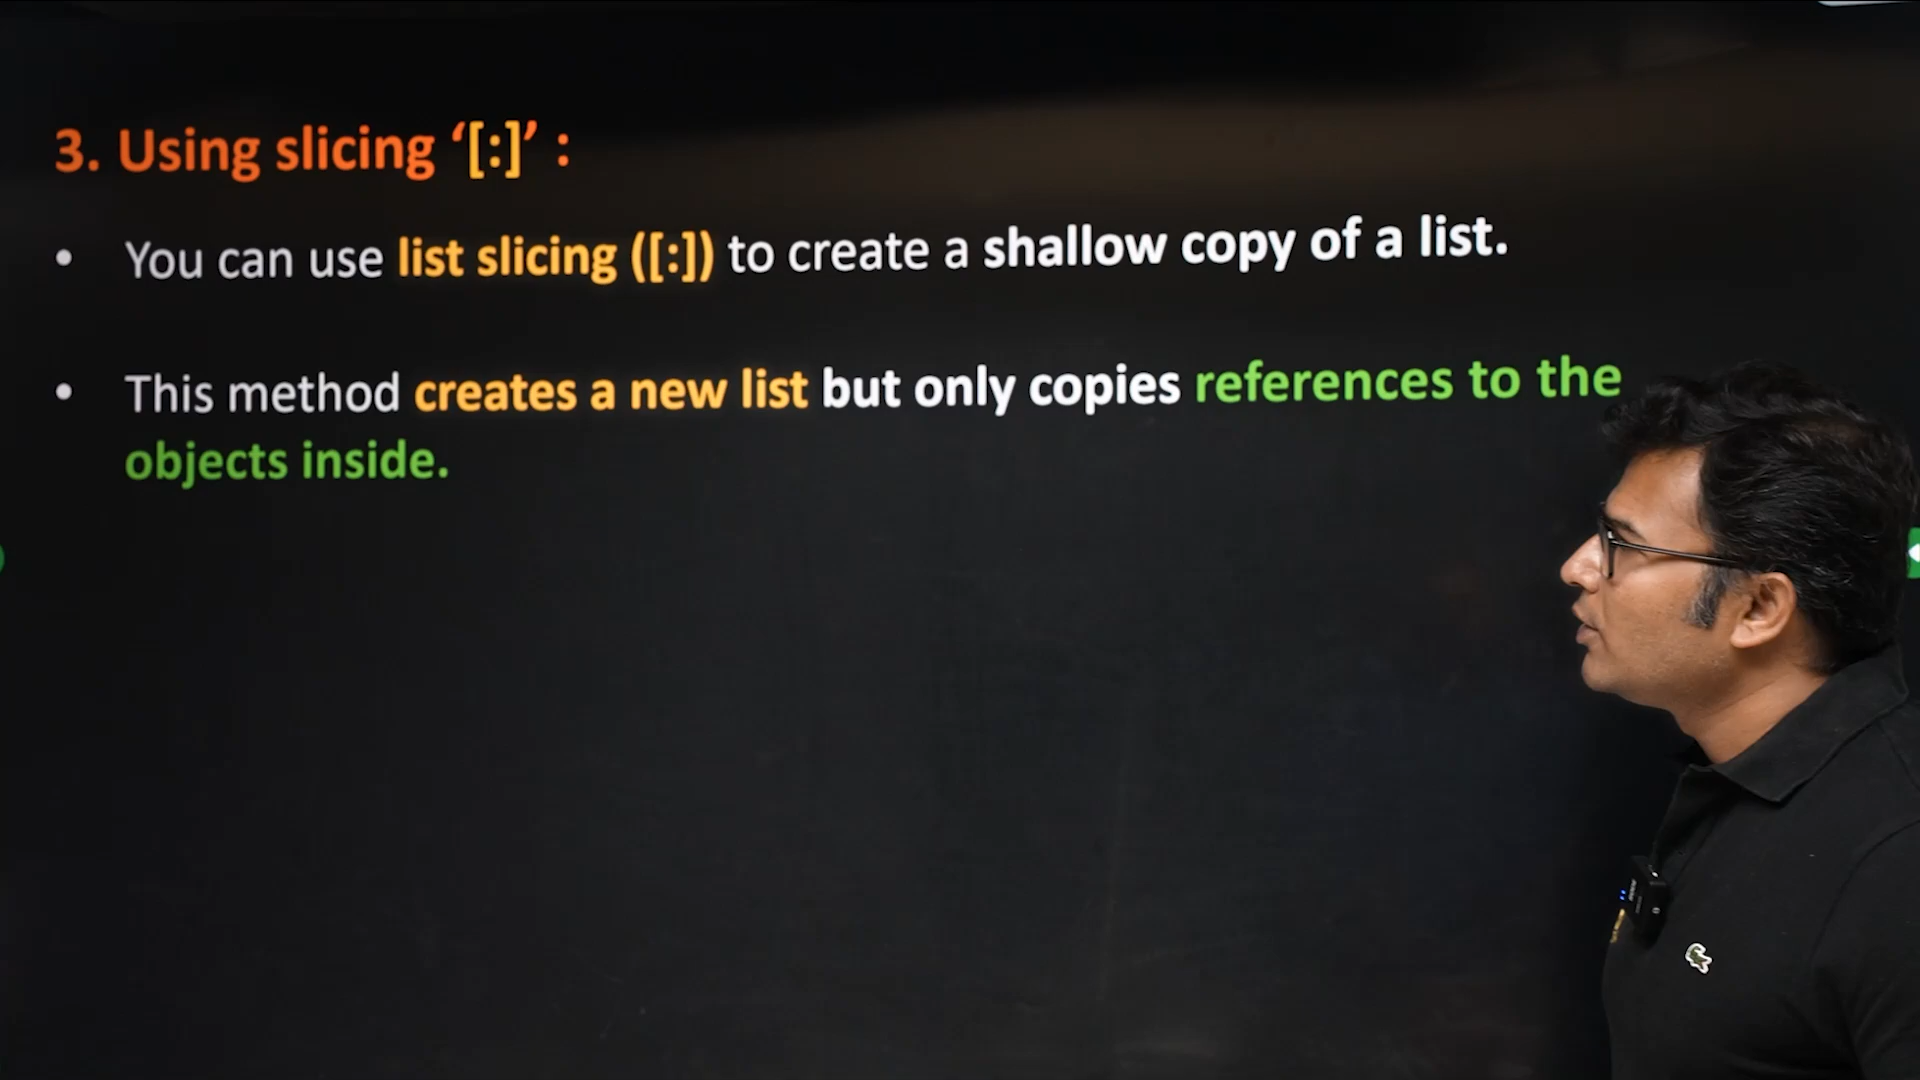 3. Using slicing ‘[:]’ :
• You can use list slicing ([:]) to create a shallow copy of a list.
• This method creates a new list but only copies references to the
objects inside.